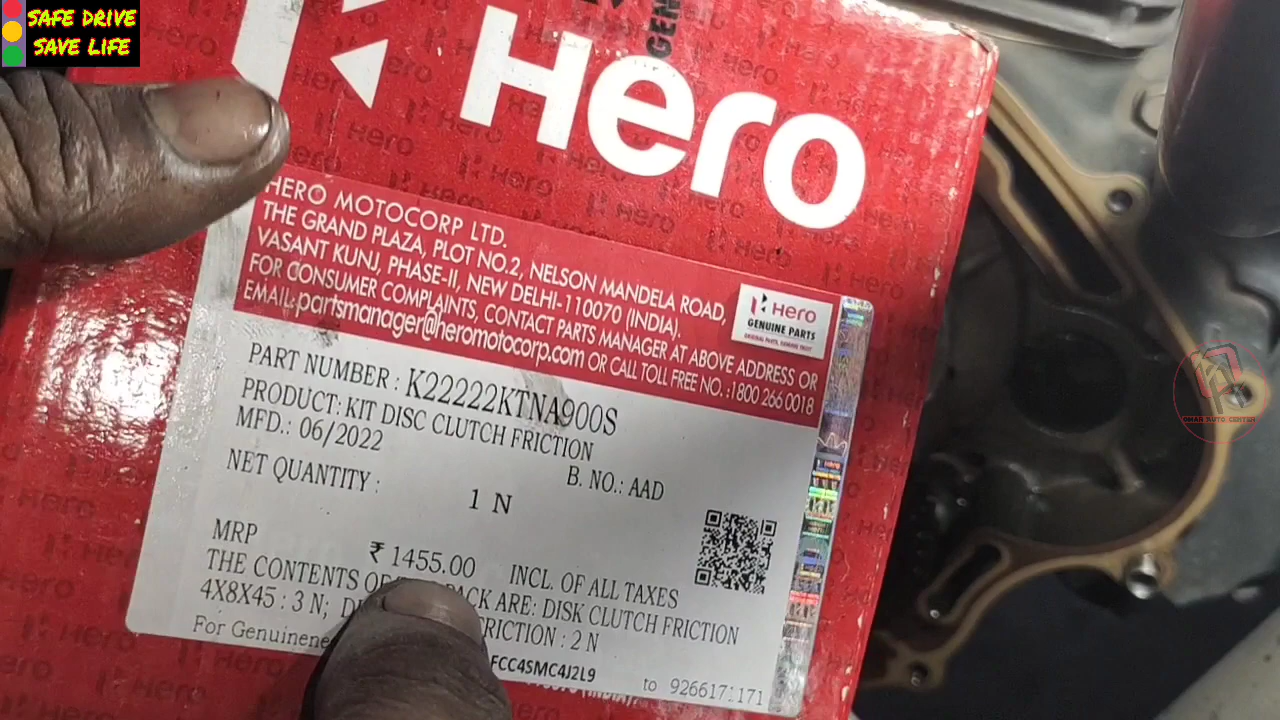 SAFE DRIVE
SAVE LIFE
GEN
Hero
HERO MOTOCORP LTD.
THE GRAND PLAZA, PLOT NO.2, NELSON MANDELA ROAD,
VASANT KUNJ, PHASE-II, NEW DELHI-110070 (INDIA).
FOR CONSUMER COMPLAINTS, CONTACT PARTS MANAGER AT ABOVE ADDRESS OR
EMAIL:partsmanager@heromotocorp.com OR CALL TOLL FREE NO.:1800 266 0018
Hero
GENUINE PARTS
PART NUMBER : K22222KTNA900S
PRODUCT: KIT DISC CLUTCH FRICTION
MFD.: 06/2022
B. NO.: AAD
NET QUANTITY :
1 N
MRP
₹ 1455.00 INCL. OF ALL TAXES
THE CONTENTS OF PACK ARE: DISK CLUTCH FRICTION
4X8X45 : 3 N; FRICTION : 2 N
For Genuinene
FCC4SMC4J2L9 to 9266171171